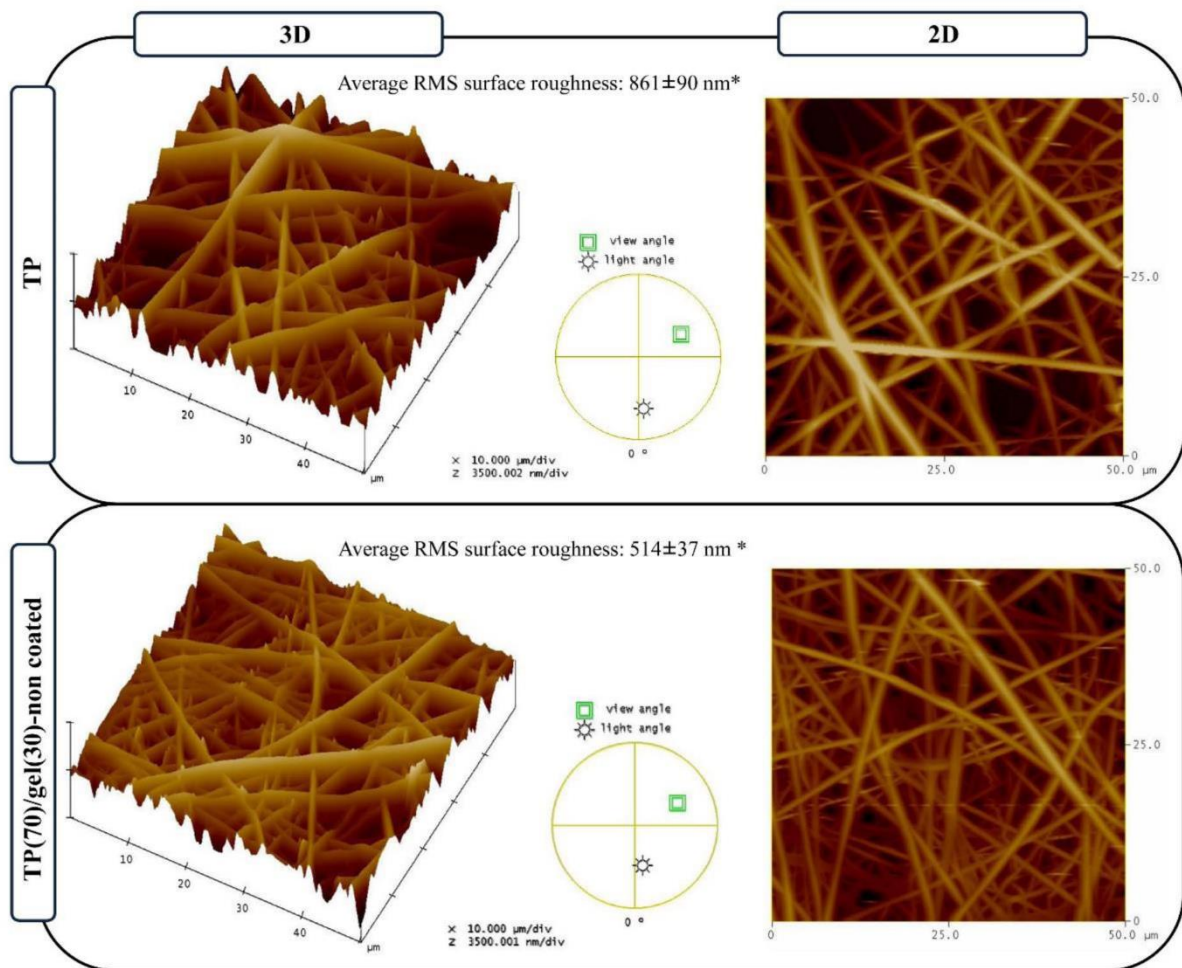 3D
2D
TP
Average RMS surface roughness: 861±90 nm*
view angle
light angle
0 °
10
20
30
40
µm
X 10.000 µm/div
Z 3500.002 nm/div
50.0
25.0
0
0
25.0
50.0 µm
TP(70)/gel(30)-non coated
Average RMS surface roughness: 514±37 nm *
view angle
light angle
0 °
10
20
30
40
µm
X 10.000 µm/div
Z 3500.001 nm/div
50.0
25.0
0
0
25.0
50.0 µm